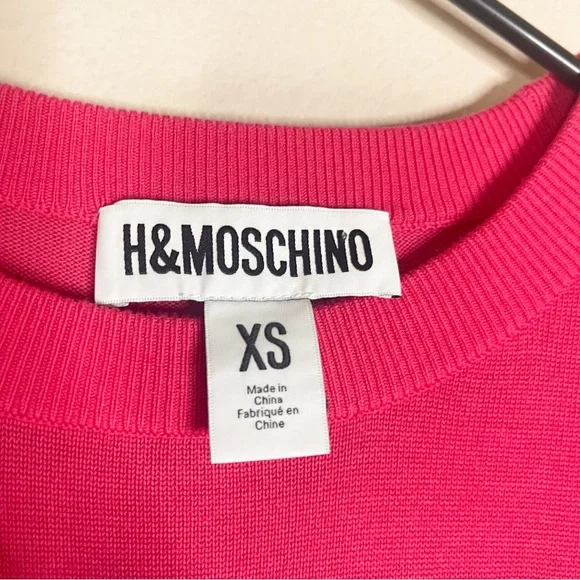 H&MOSCHINO
XS
Made in
China
Fabriqué en
Chine